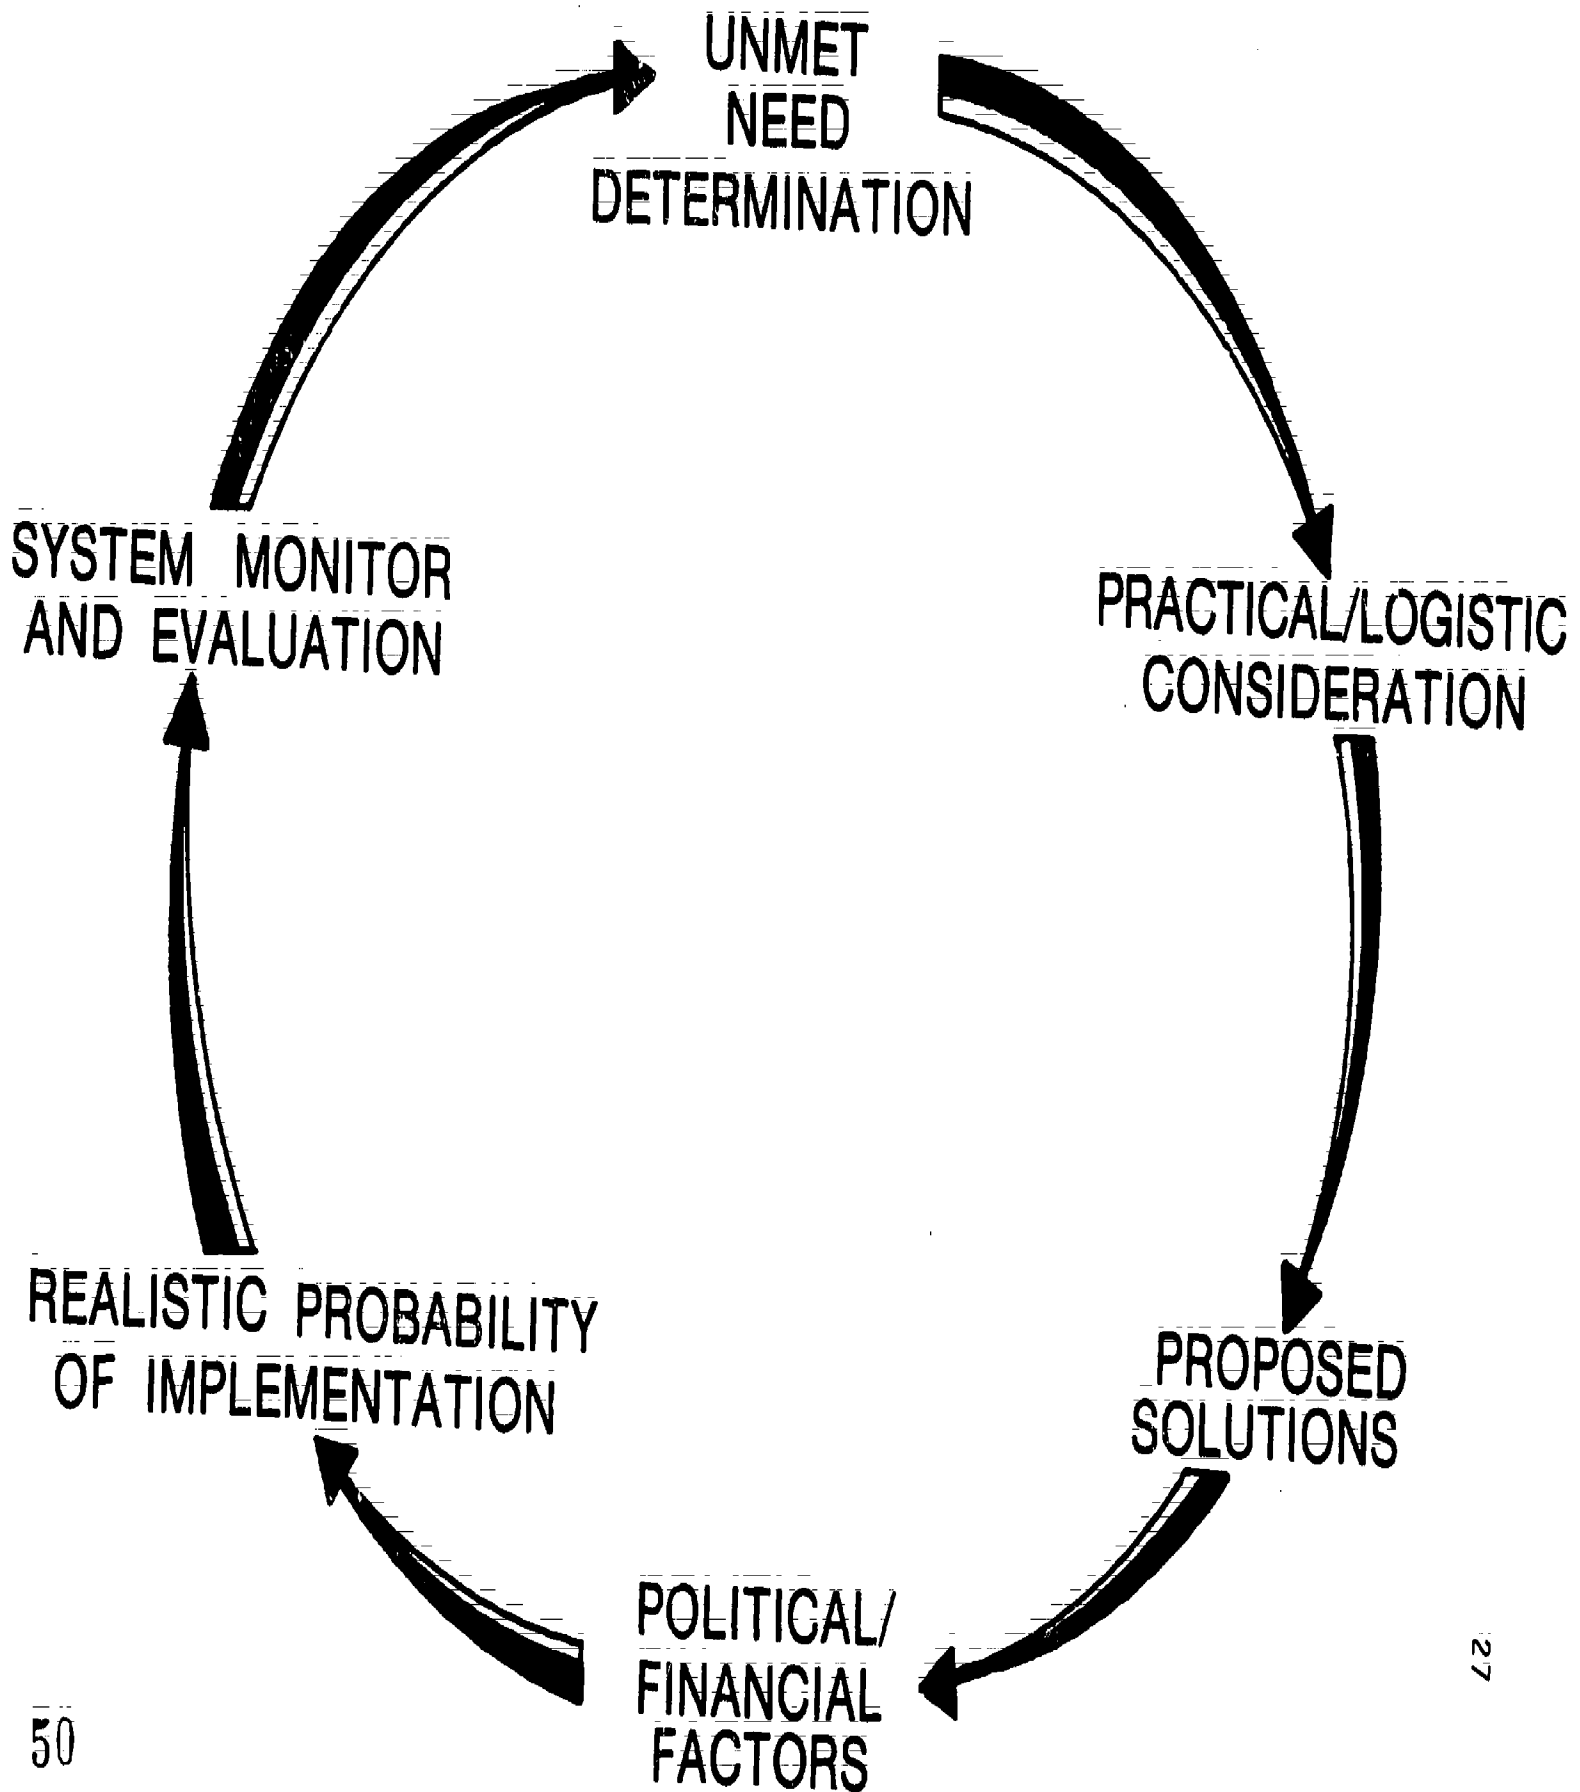 UNMET
NEED
DETERMINATION
PRACTICAL/LOGISTIC
CONSIDERATION
PROPOSED
SOLUTIONS
POLITICAL/
FINANCIAL
FACTORS
REALISTIC PROBABILITY
OF IMPLEMENTATION
SYSTEM MONITOR
AND EVALUATION
27
50